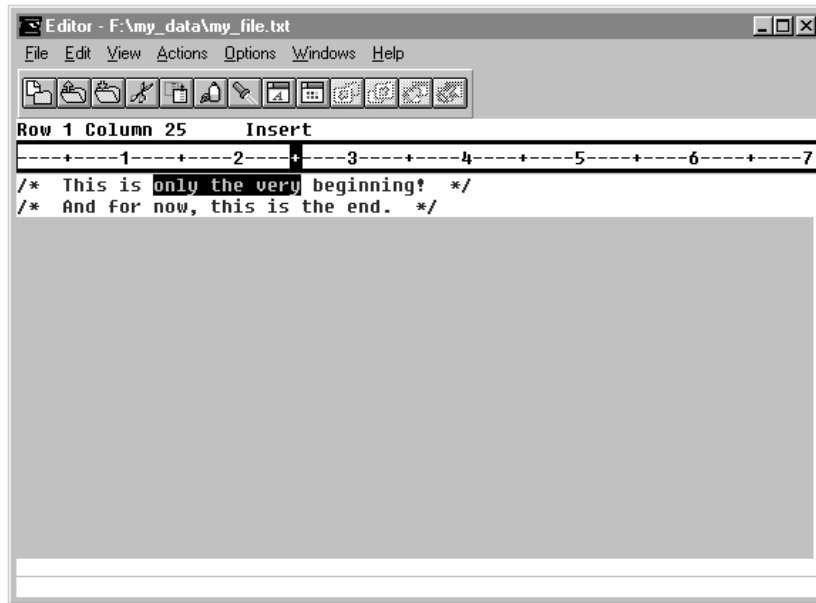 Editor - F:\my_data\my_file.txt
File Edit View Actions Options Windows Help
Row 1 Column 25 Insert
----+----1----+----2----+----3----+----4----+----5----+----6----+----7
/* This is only the very beginning! */
/* And for now, this is the end. */